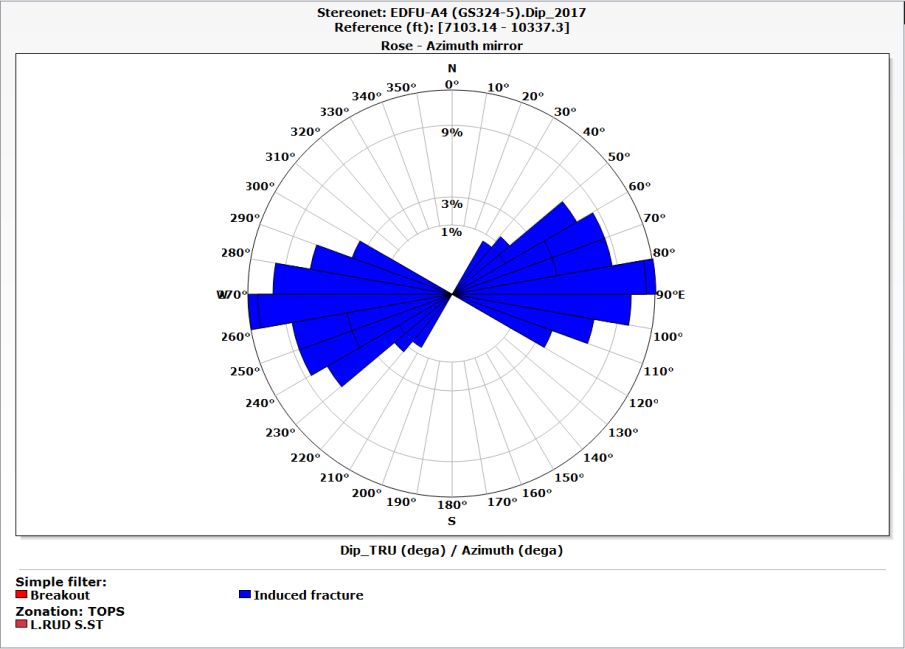 Stereonet: EDFU-A4 (GS324-5).Dip_2017
Reference (ft): [7103.14 - 10337.3]
Rose - Azimuth mirror
N
350° 0° 10°
340° 20°
330° 30°
320° 9% 40°
310° 50°
300° 60°
3%
290° 70°
1%
280° 80°
W 270° 90° E
260° 100°
250° 110°
240° 120°
230° 130°
220° 140°
210° 150°
200° 160°
190° 180° 170°
S
Dip_TRU (dega) / Azimuth (dega)
Simple filter:
Breakout Induced fracture
Zonation: TOPS
L.RUD S.ST